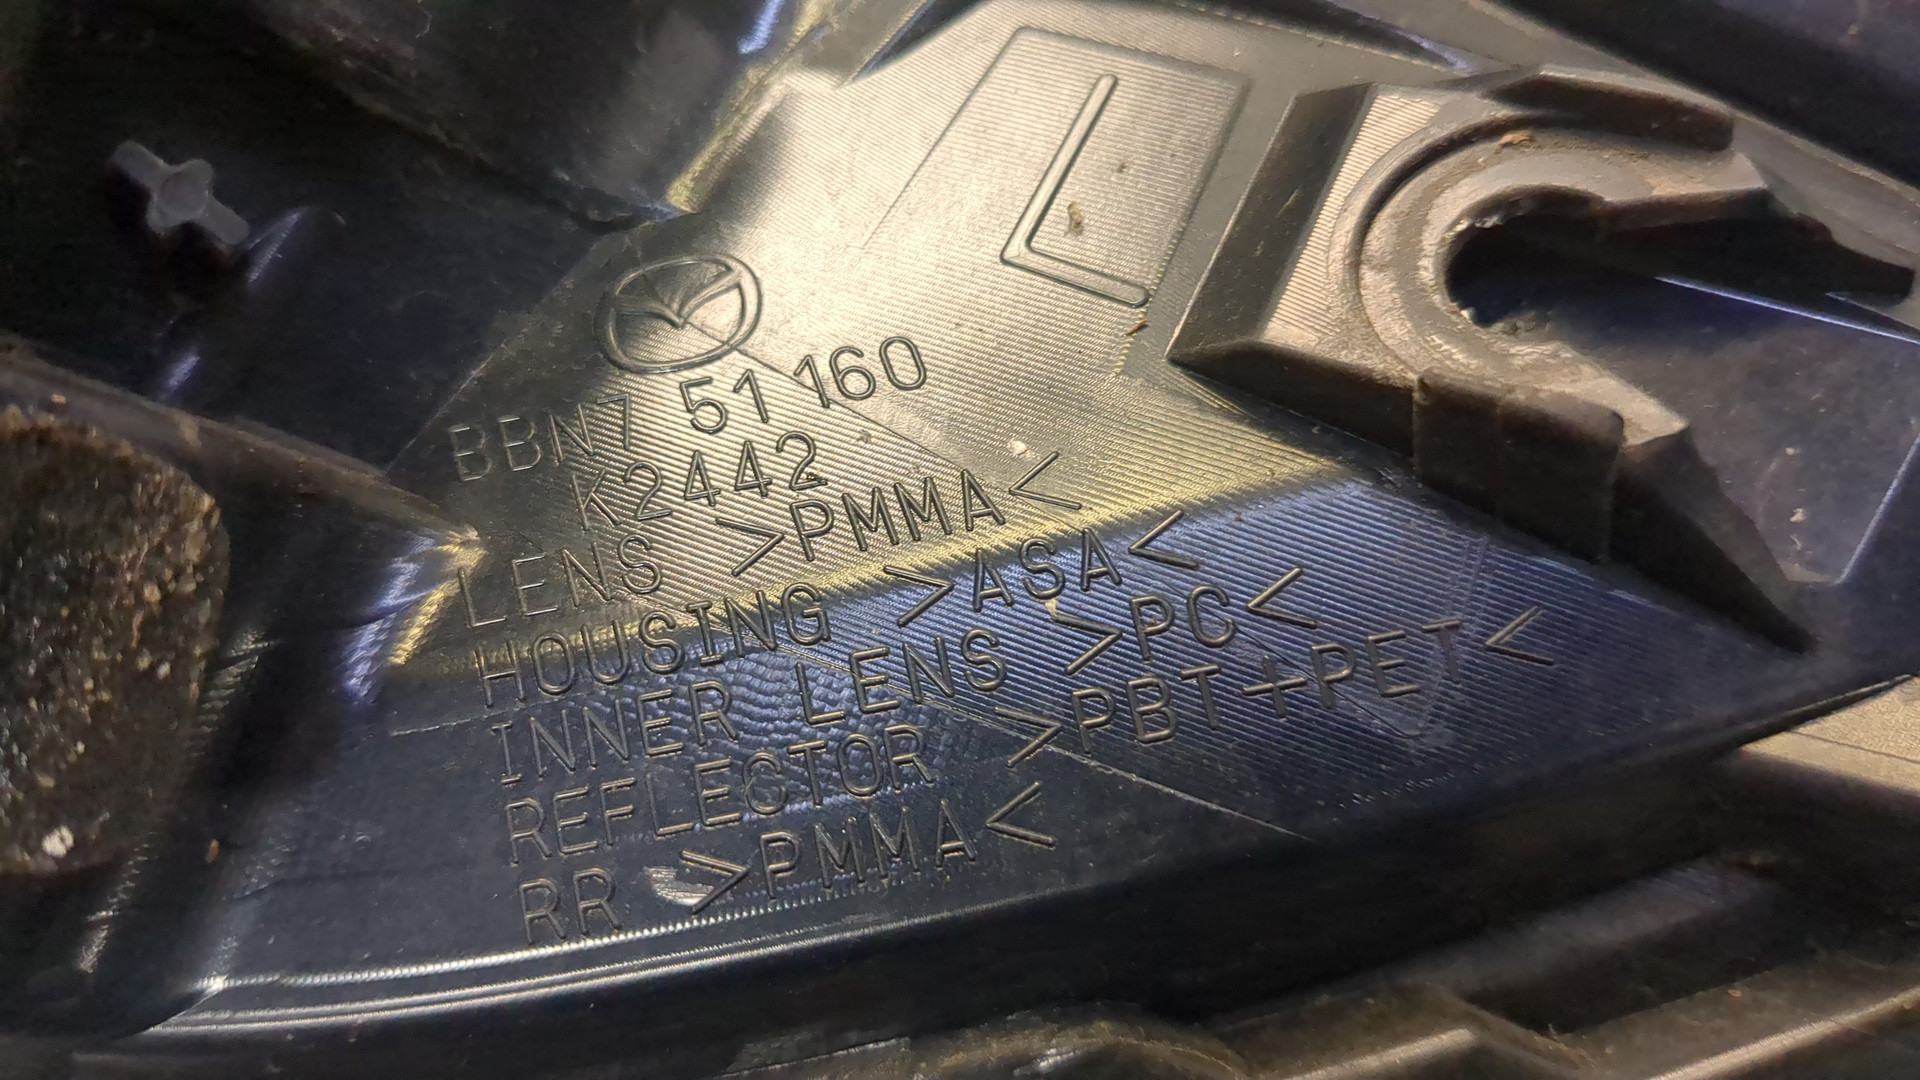 L
BBN7 51 160
K2442
LENS >PMMA<
HOUSING >ASA<
INNER LENS >PC<
REFLECTOR >PBT+PET<
RR >PMMA<